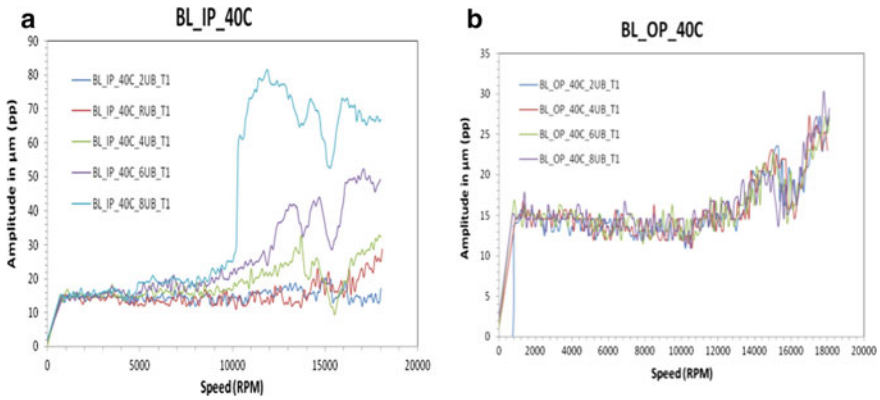 a
BL_IP_40C
90
80
70
60
50
40
30
20
10
0
Amplitude in µm (pp)
BL_IP_40C_2UB_T1
BL_IP_40C_RUB_T1
BL_IP_40C_4UB_T1
BL_IP_40C_6UB_T1
BL_IP_40C_8UB_T1
0 5000 10000 15000 20000
Speed (RPM)
b
BL_OP_40C
35
30
25
20
15
10
5
0
Amplitude in µm (pp)
BL_OP_40C_2UB_T1
BL_OP_40C_4UB_T1
BL_OP_40C_6UB_T1
BL_OP_40C_8UB_T1
0 2000 4000 6000 8000 10000 12000 14000 16000 18000 20000
Speed (RPM)